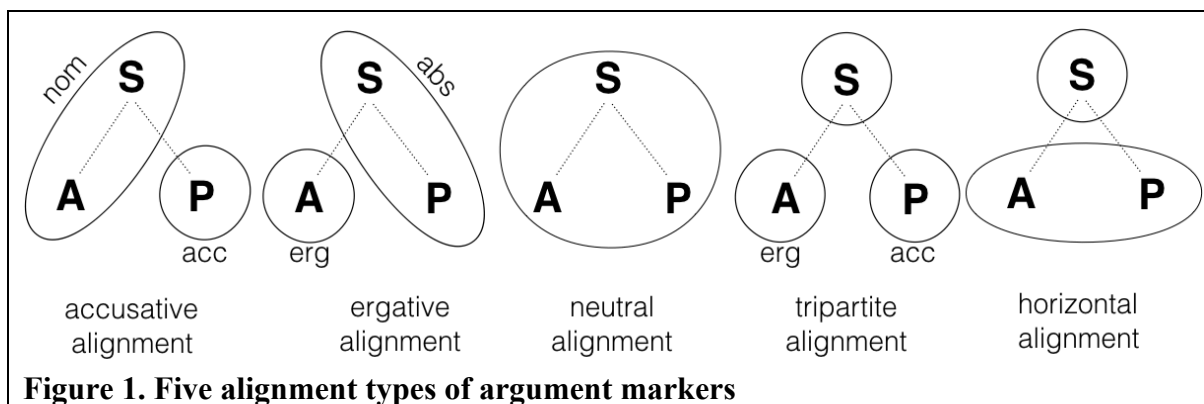 nom S
A P
acc
S abs
A P
erg
S
A P
S
A P
erg acc
S
A P
accusative
alignment
ergative
alignment
neutral
alignment
tripartite
alignment
horizontal
alignment
Figure 1. Five alignment types of argument markers